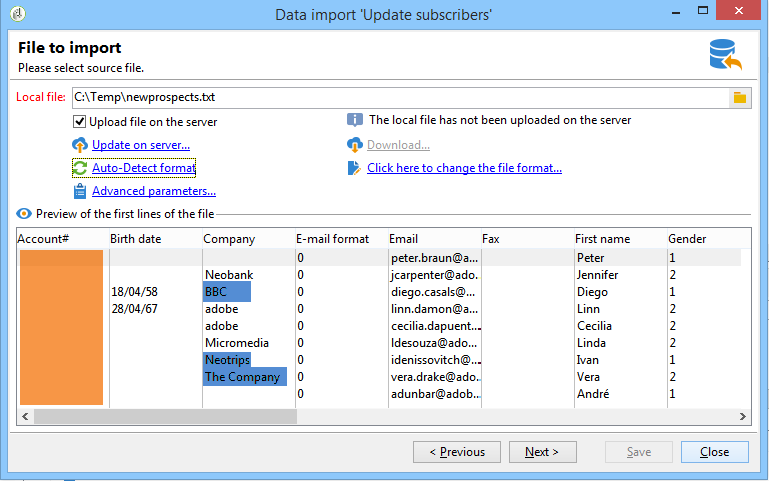 Data import 'Update subscribers'
File to import
Please select source file.
Local file: C:\Temp\newprospects.txt
Upload file on the server The local file has not been uploaded on the server
Update on server... Download...
Auto-Detect format Click here to change the file format...
Advanced parameters...
Preview of the first lines of the file
Account# Birth date Company E-mail format Email Fax First name Gender
0 peter.braun@a... Peter 1
Neobank 0 jcarpenter@ado... Jennifer 2
18/04/58 BBC 0 diego.casals@... Diego 1
28/04/67 adobe 0 linn.damon@a... Linn 2
adobe 0 cecilia.dapuent... Cecilia 2
Micromedia 0 ldesouza@ado... Linda 2
Neotrips 0 idenissovitch@... Ivan 1
The Company 0 vera.drake@ado... Vera 2
0 adunbar@adob... André 1
< Previous Next > Save Close